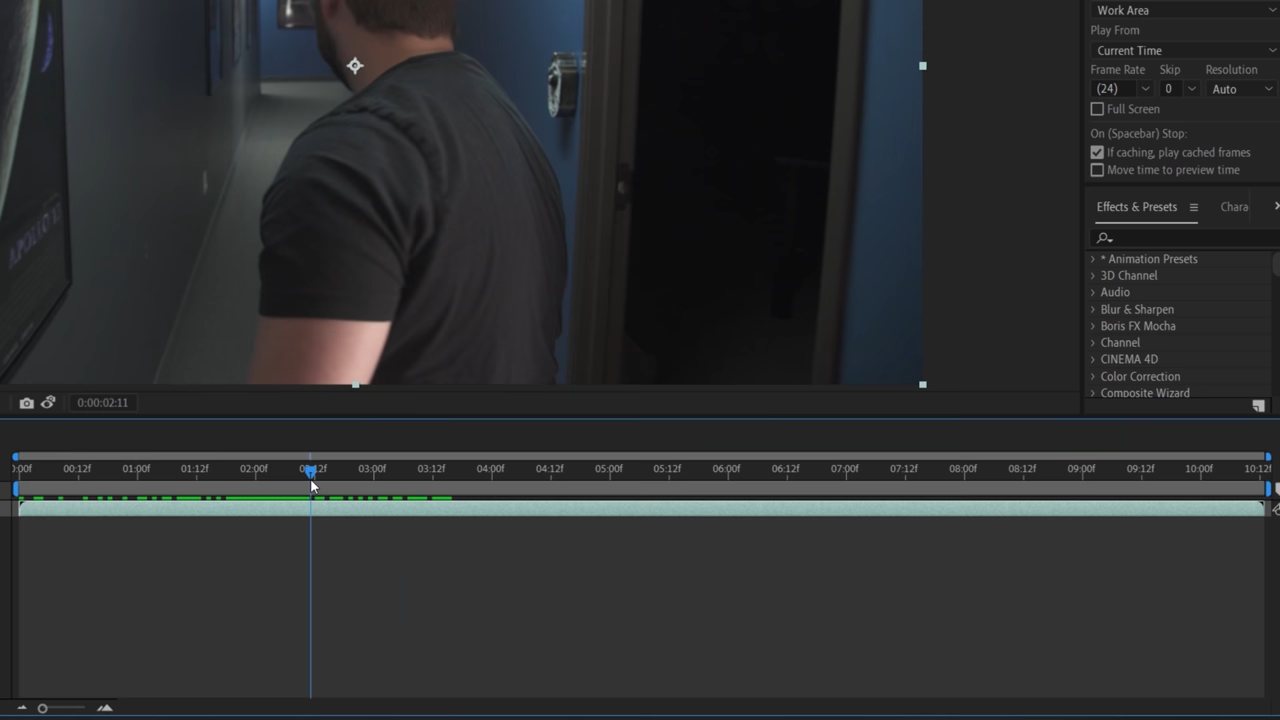 Work Area
Play From
Current Time
Frame Rate Skip Resolution
(24) 0 Auto
Full Screen
On (Spacebar) Stop:
If caching, play cached frames
Move time to preview time
Effects & Presets Chara
* Animation Presets
3D Channel
Audio
Blur & Sharpen
Boris FX Mocha
Channel
CINEMA 4D
Color Correction
Composite Wizard
APOLLO
0:00:02:11
:00f 00:12f 01:00f 01:12f 02:00f 02:12f 03:00f 03:12f 04:00f 04:12f 05:00f 05:12f 06:00f 06:12f 07:00f 07:12f 08:00f 08:12f 09:00f 09:12f 10:00f 10:12f